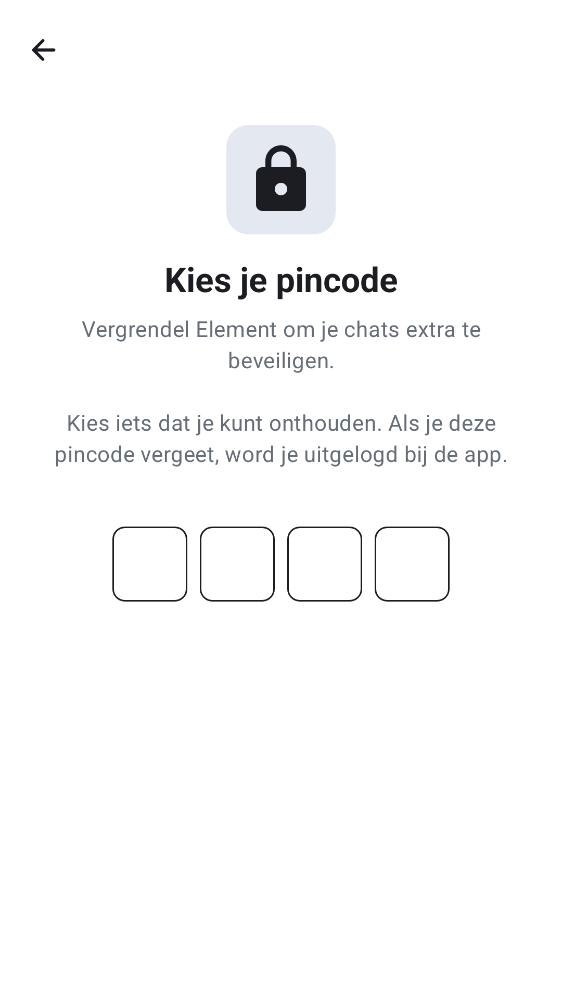 Kies je pincode
Vergrendel Element om je chats extra te
beveiligen.
Kies iets dat je kunt onthouden. Als je deze
pincode vergeet, word je uitgelogd bij de app.